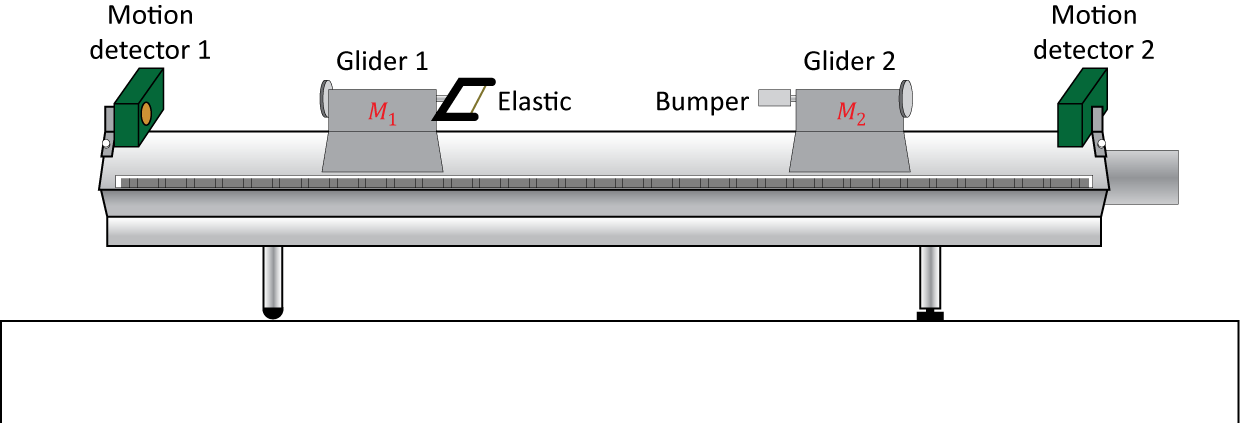 Motion
detector 1
Motion
detector 2
Glider 1
Glider 2
Elastic
Bumper
M₁
M₂